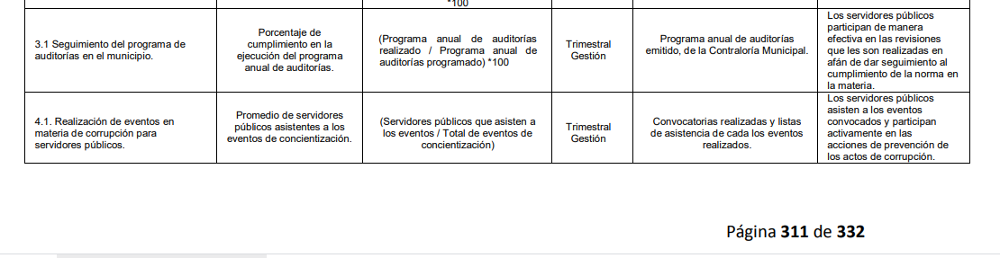 *100
3.1 Seguimiento del programa de
auditorías en el municipio.
Porcentaje de
cumplimiento en la
ejecución del programa
anual de auditorías.
(Programa anual de auditorías
realizado / Programa anual de
auditorías programado) *100
Trimestral
Gestión
Programa anual de auditorías
emitido, de la Contraloría Municipal.
Los servidores públicos
participan de manera
efectiva en las revisiones
que les son realizadas en
afán de dar seguimiento al
cumplimiento de la norma en
la materia.
4.1. Realización de eventos en
materia de corrupción para
servidores públicos.
Promedio de servidores
públicos asistentes a los
eventos de concientización.
(Servidores públicos que asisten a
los eventos / Total de eventos de
concientización)
Trimestral
Gestión
Convocatorias realizadas y listas
de asistencia de cada los eventos
realizados.
Los servidores públicos
asisten a los eventos
convocados y participan
activamente en las
acciones de prevención de
los actos de corrupción.
Página 311 de 332